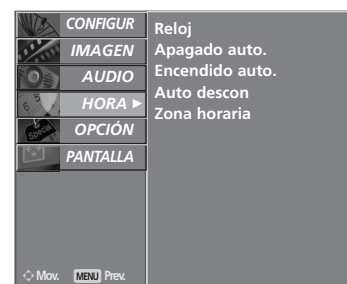 CONFIGUR
IMAGEN
AUDIO
HORA
OPCIÓN
PANTALLA
Reloj
Apagado auto.
Encendido auto.
Auto descon
Zona horaria
Mov. MENU Prev.